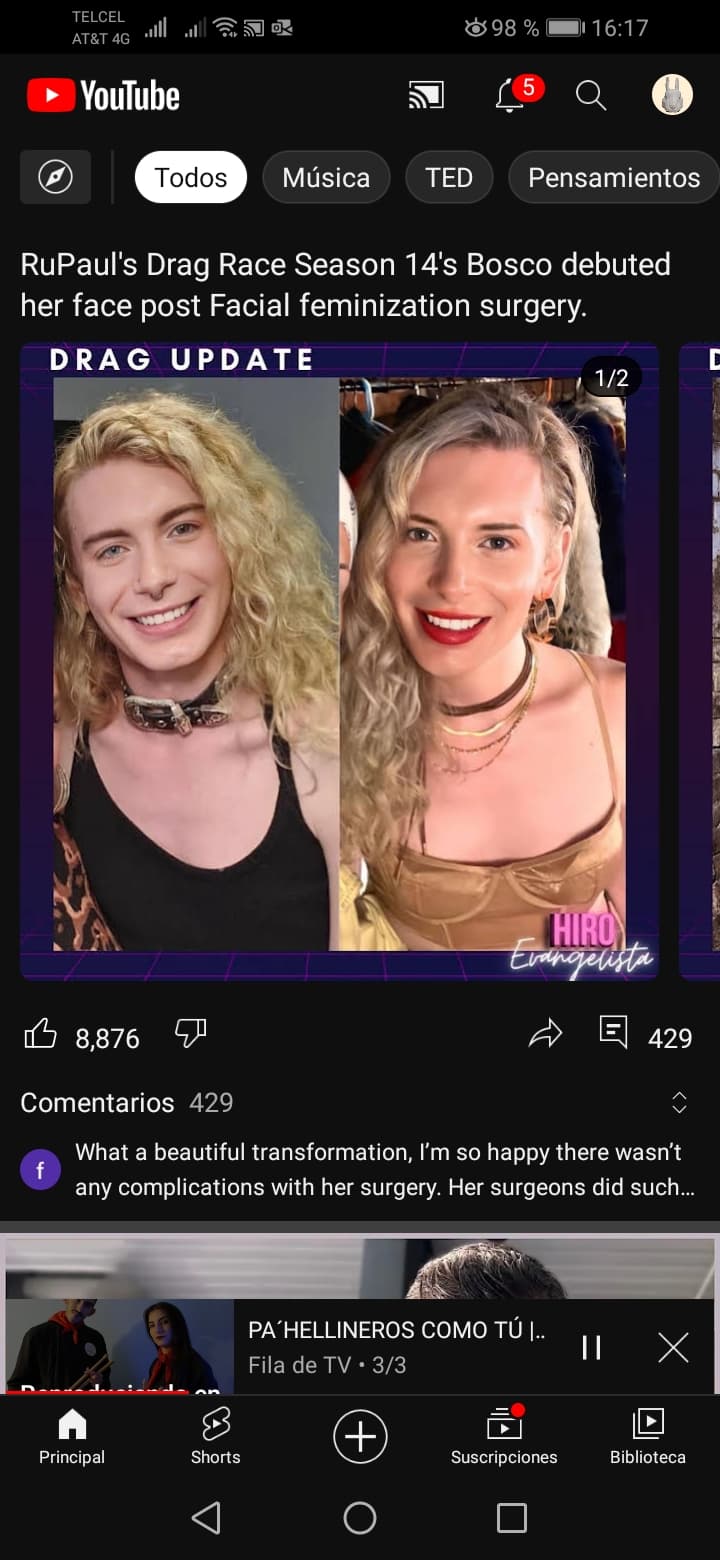 TELCEL
AT&T 4G
98 %
16:17
YouTube
5
Todos
Música
TED
Pensamientos
RuPaul's Drag Race Season 14's Bosco debuted
her face post Facial feminization surgery.
DRAG UPDATE
1/2
HIRO
Evangelista
8,876
429
Comentarios 429
f
What a beautiful transformation, I’m so happy there wasn’t
any complications with her surgery. Her surgeons did such...
PA´HELLINEROS COMO TÚ |..
Fila de TV • 3/3
Reproduciendo en
Principal
Shorts
Suscripciones
Biblioteca